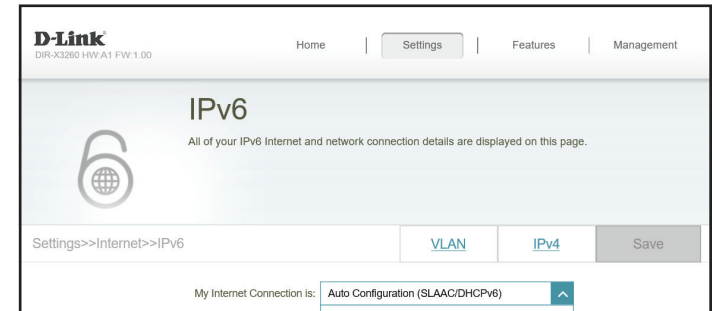 D-Link
DIR-X3260 HW:A1 FW:1.00
Home | Settings | Features | Management
IPv6
All of your IPv6 Internet and network connection details are displayed on this page.
Settings>>Internet>>IPv6
VLAN
IPv4
Save
My Internet Connection is: Auto Configuration (SLAAC/DHCPv6)